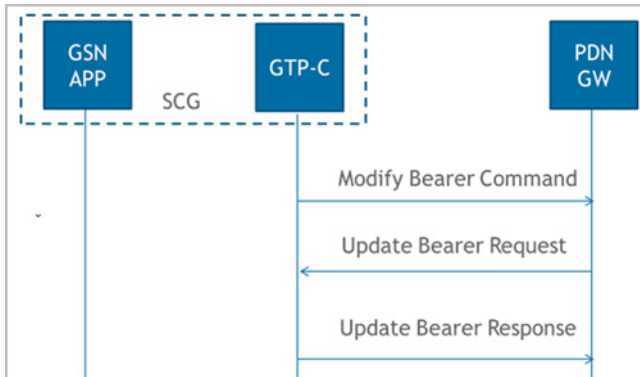 GSN
APP
GTP-C
PDN
GW
SCG
Modify Bearer Command
Update Bearer Request
Update Bearer Response